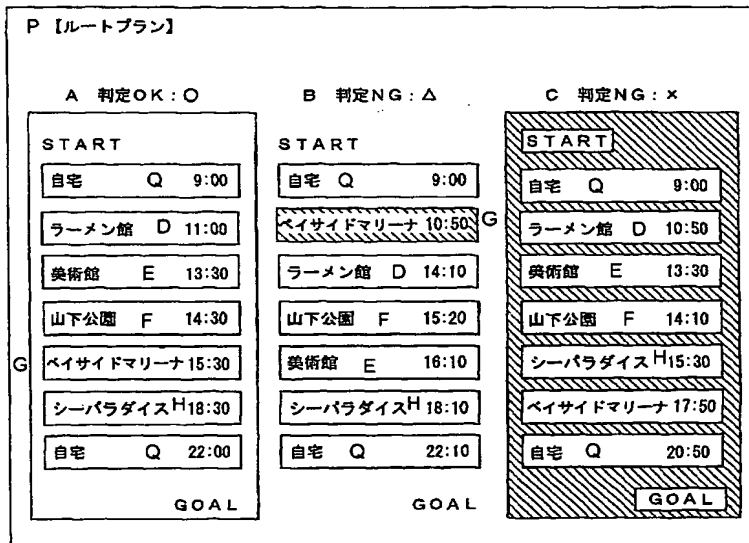 P 【ルートプラン】
A 判定OK:○
START
自宅 Q 9:00
ラーメン館 D 11:00
美術館 E 13:30
山下公園 F 14:30
G ベイサイドマリーナ 15:30
シーパラダイス H 18:30
自宅 Q 22:00
GOAL
B 判定NG:△
START
自宅 Q 9:00
ベイサイドマリーナ 10:50 G
ラーメン館 D 14:10
山下公園 F 15:20
美術館 E 16:10
シーパラダイス H 18:10
自宅 Q 22:10
GOAL
C 判定NG:×
START
自宅 Q 9:00
ラーメン館 D 10:50
美術館 E 13:30
山下公園 F 14:10
シーパラダイス H 15:30
ベイサイドマリーナ 17:50
自宅 Q 20:50
GOAL